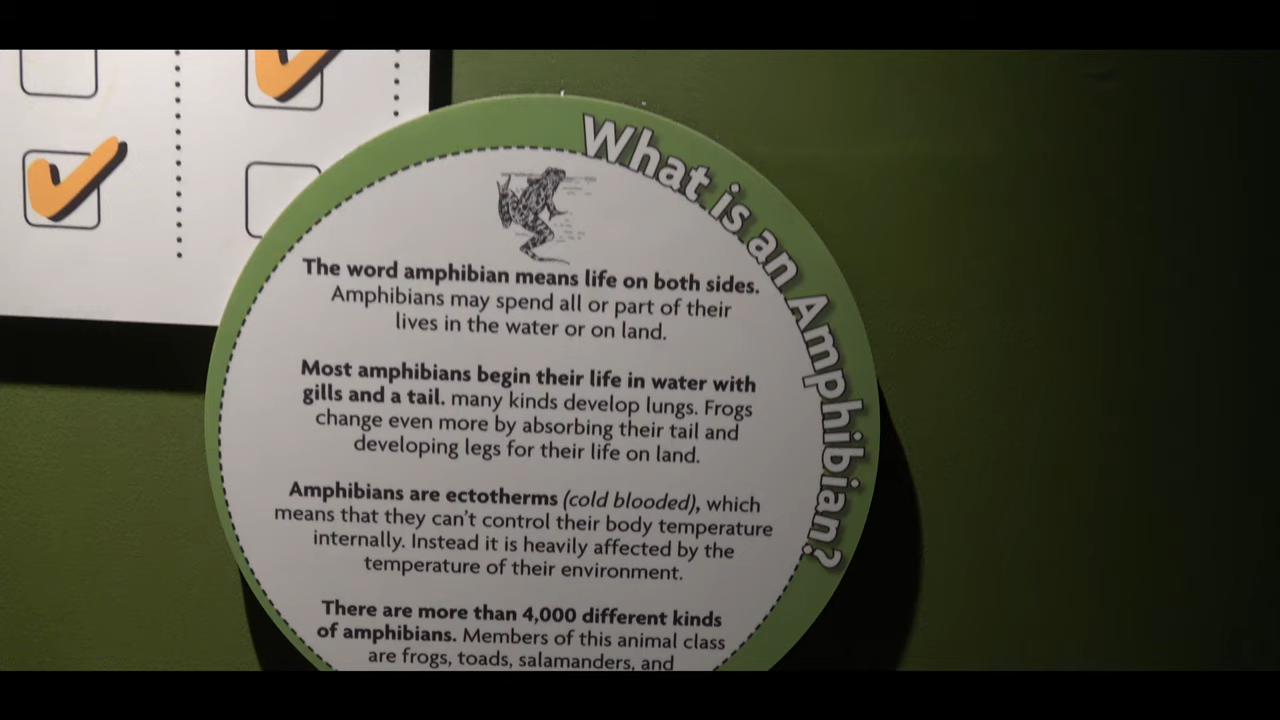 What is an Amphibian?
The word amphibian means life on both sides.
Amphibians may spend all or part of their
lives in the water or on land.
Most amphibians begin their life in water with
gills and a tail. many kinds develop lungs. Frogs
change even more by absorbing their tail and
developing legs for their life on land.
Amphibians are ectotherms (cold blooded), which
means that they can't control their body temperature
internally. Instead it is heavily affected by the
temperature of their environment.
There are more than 4,000 different kinds
of amphibians. Members of this animal class
are frogs, toads, salamanders, and